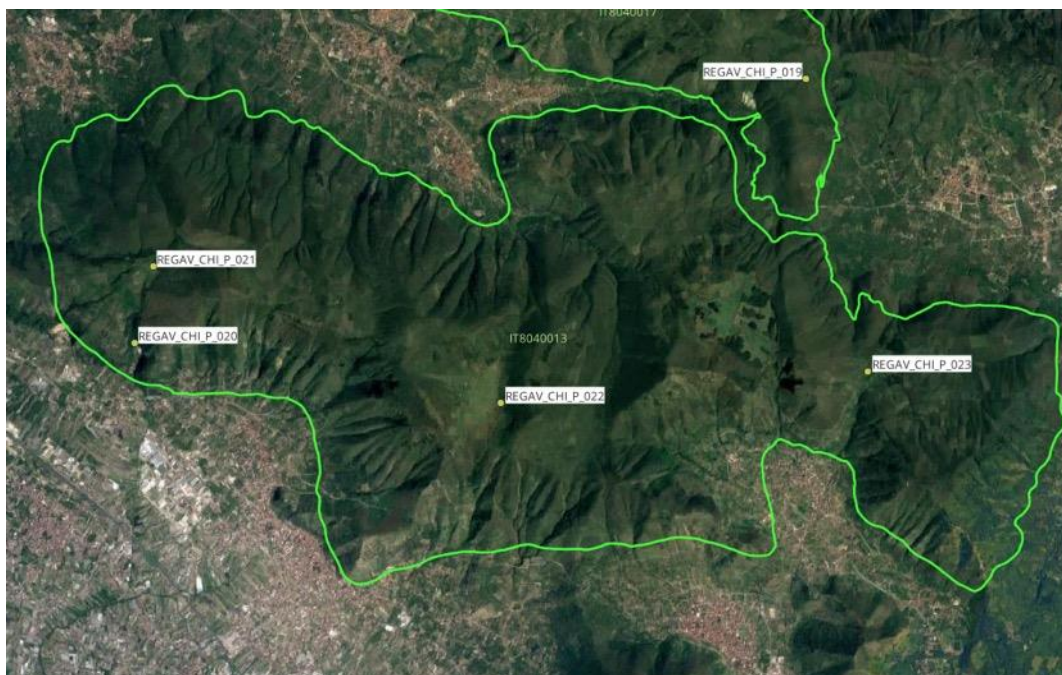 IT8040017
REGAV_CHI_P_019
REGAV_CHI_P_021
REGAV_CHI_P_020
IT8040013
REGAV_CHI_P_023
REGAV_CHI_P_022